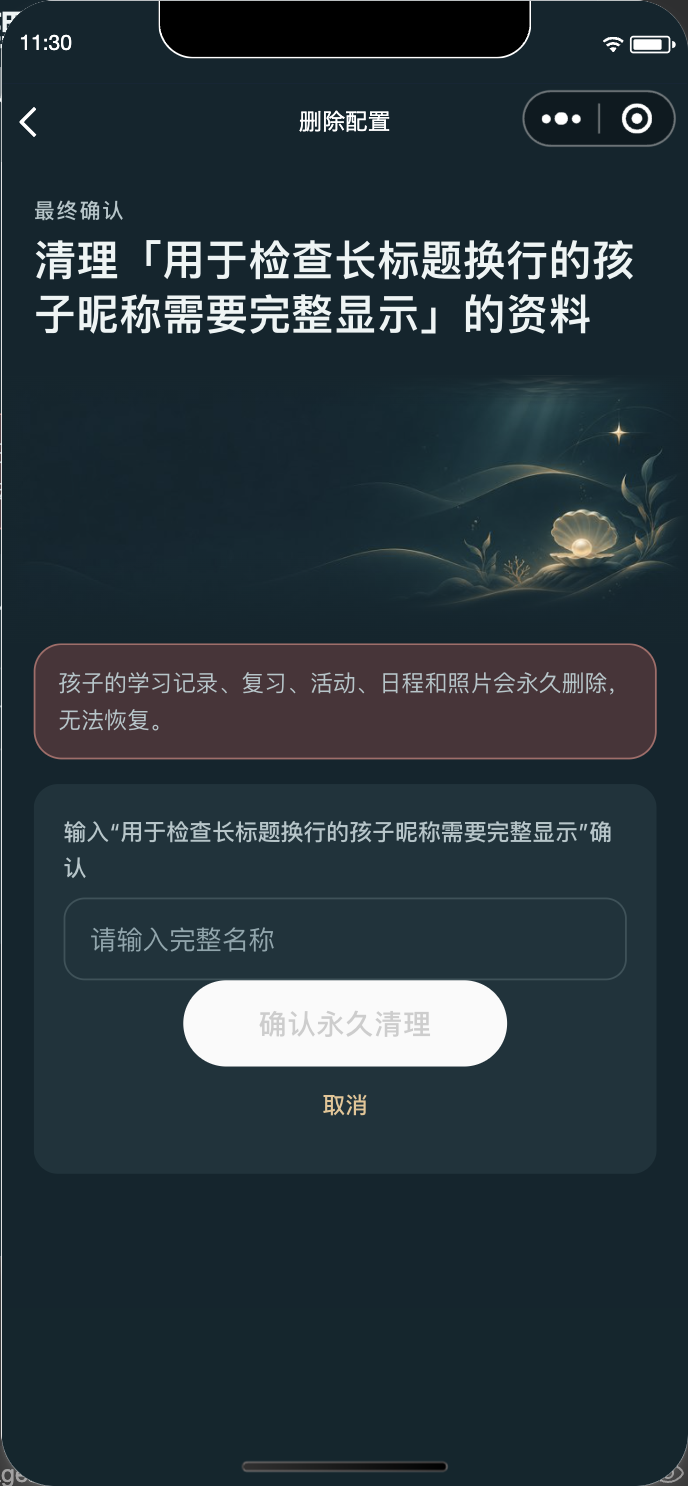 11:30
删除配置
最终确认
清理「用于检查长标题换行的孩
子昵称需要完整显示」的资料
孩子的学习记录、复习、活动、日程和照片会永久删除，
无法恢复。
输入“用于检查长标题换行的孩子昵称需要完整显示”确
认
请输入完整名称
确认永久清理
取消